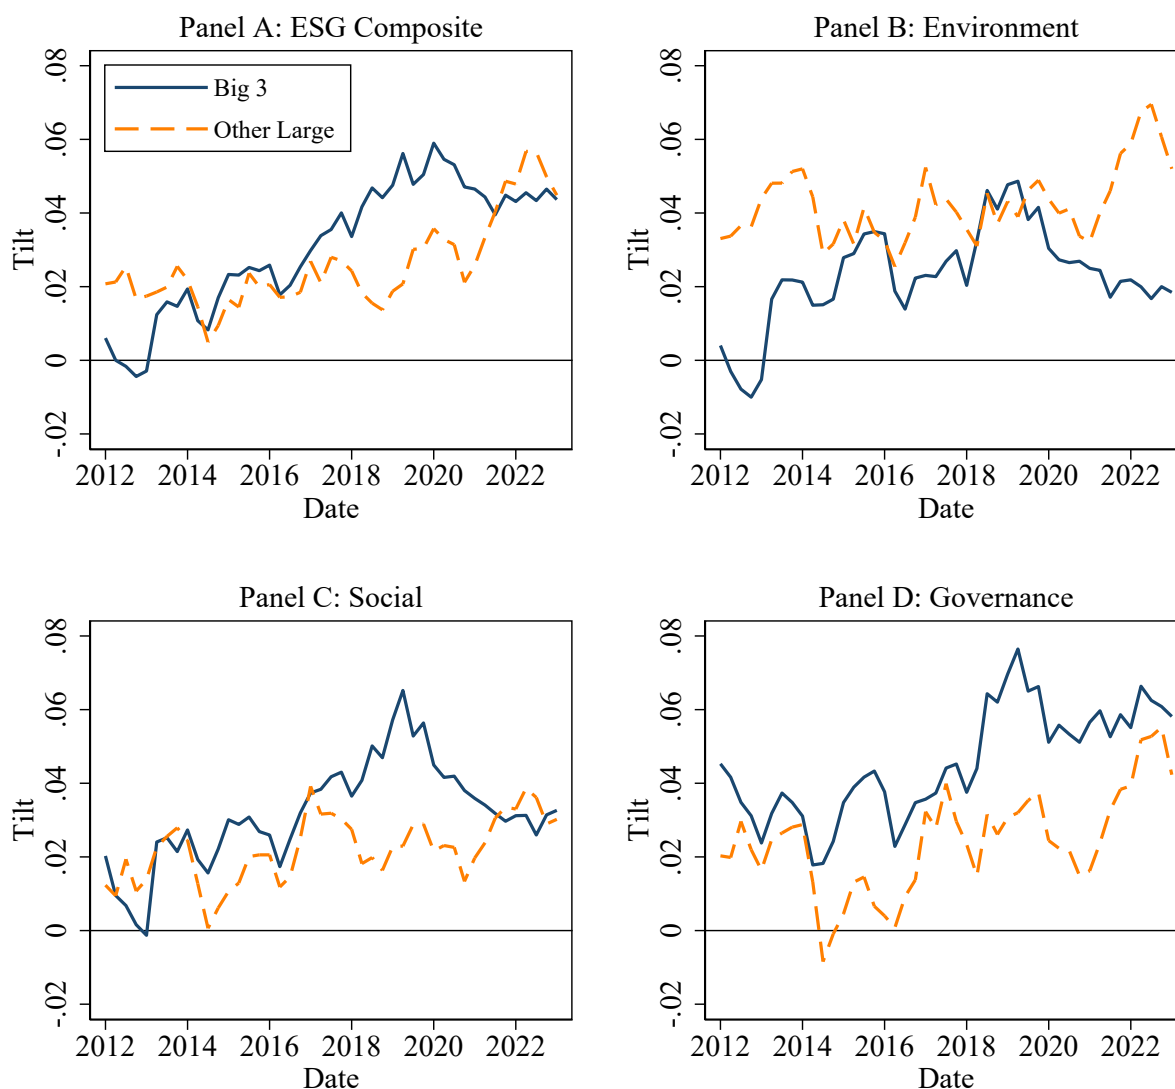 Panel A: ESG Composite
Tilt
.08
.06
.04
.02
0
-.02
Big 3
Other Large
2012 2014 2016 2018 2020 2022
Date
Panel B: Environment
Tilt
.08
.06
.04
.02
0
-.02
2012 2014 2016 2018 2020 2022
Date
Panel C: Social
Tilt
.08
.06
.04
.02
0
-.02
2012 2014 2016 2018 2020 2022
Date
Panel D: Governance
Tilt
.08
.06
.04
.02
0
-.02
2012 2014 2016 2018 2020 2022
Date